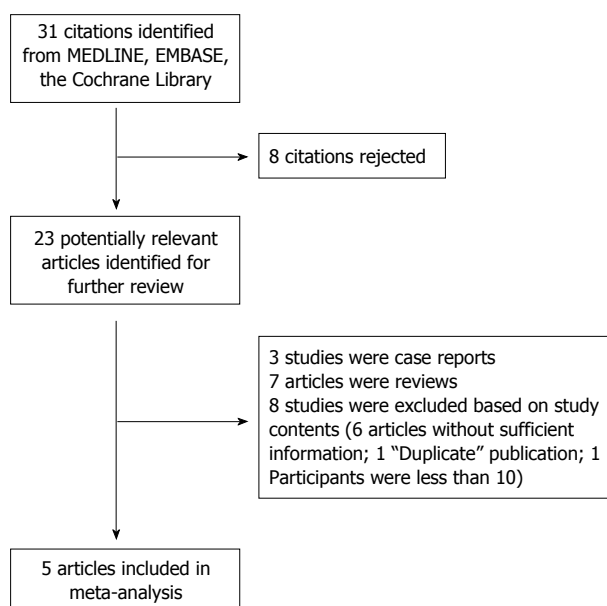 31 citations identified
from MEDLINE, EMBASE,
the Cochrane Library
8 citations rejected
23 potentially relevant
articles identified for
further review
3 studies were case reports
7 articles were reviews
8 studies were excluded based on study
contents (6 articles without sufficient
information; 1 “Duplicate” publication; 1
Participants were less than 10)
5 articles included in
meta-analysis